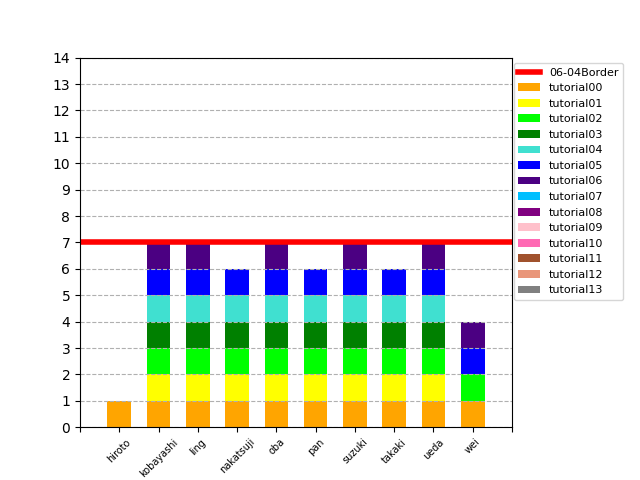 14
13
12
11
10
9
8
7
6
5
4
3
2
1
0
hiroto
kobayashi
ling
nakatsuji
oba
pan
suzuki
takaki
ueda
wei
06-04Border
tutorial00
tutorial01
tutorial02
tutorial03
tutorial04
tutorial05
tutorial06
tutorial07
tutorial08
tutorial09
tutorial10
tutorial11
tutorial12
tutorial13